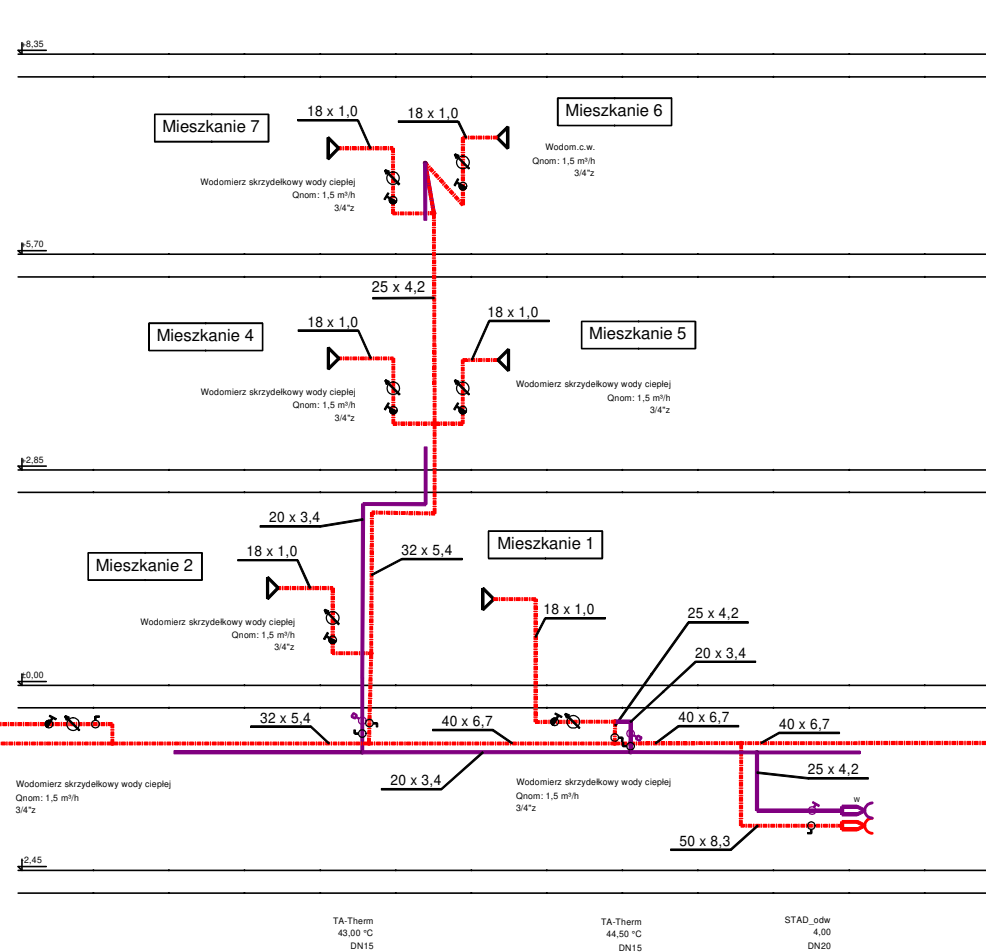 +8,35
Mieszkanie 7
18 x 1,0
18 x 1,0
Mieszkanie 6
Wodom.c.w.
Qnom: 1,5 m³/h
3/4"z
Wodomierz skrzydełkowy wody ciepłej
Qnom: 1,5 m³/h
3/4"z
+5,70
25 x 4,2
Mieszkanie 4
18 x 1,0
18 x 1,0
Mieszkanie 5
Wodomierz skrzydełkowy wody ciepłej
Qnom: 1,5 m³/h
3/4"z
Wodomierz skrzydełkowy wody ciepłej
Qnom: 1,5 m³/h
3/4"z
+2,85
20 x 3,4
Mieszkanie 2
18 x 1,0
32 x 5,4
Mieszkanie 1
18 x 1,0
25 x 4,2
20 x 3,4
Wodomierz skrzydełkowy wody ciepłej
Qnom: 1,5 m³/h
3/4"z
±0,00
32 x 5,4
40 x 6,7
40 x 6,7
40 x 6,7
20 x 3,4
25 x 4,2
Wodomierz skrzydełkowy wody ciepłej
Qnom: 1,5 m³/h
3/4"z
Wodomierz skrzydełkowy wody ciepłej
Qnom: 1,5 m³/h
3/4"z
w
50 x 8,3
2,45
TA-Therm
43,00 °C
DN15
TA-Therm
44,50 °C
DN15
STAD_odw
4,00
DN20